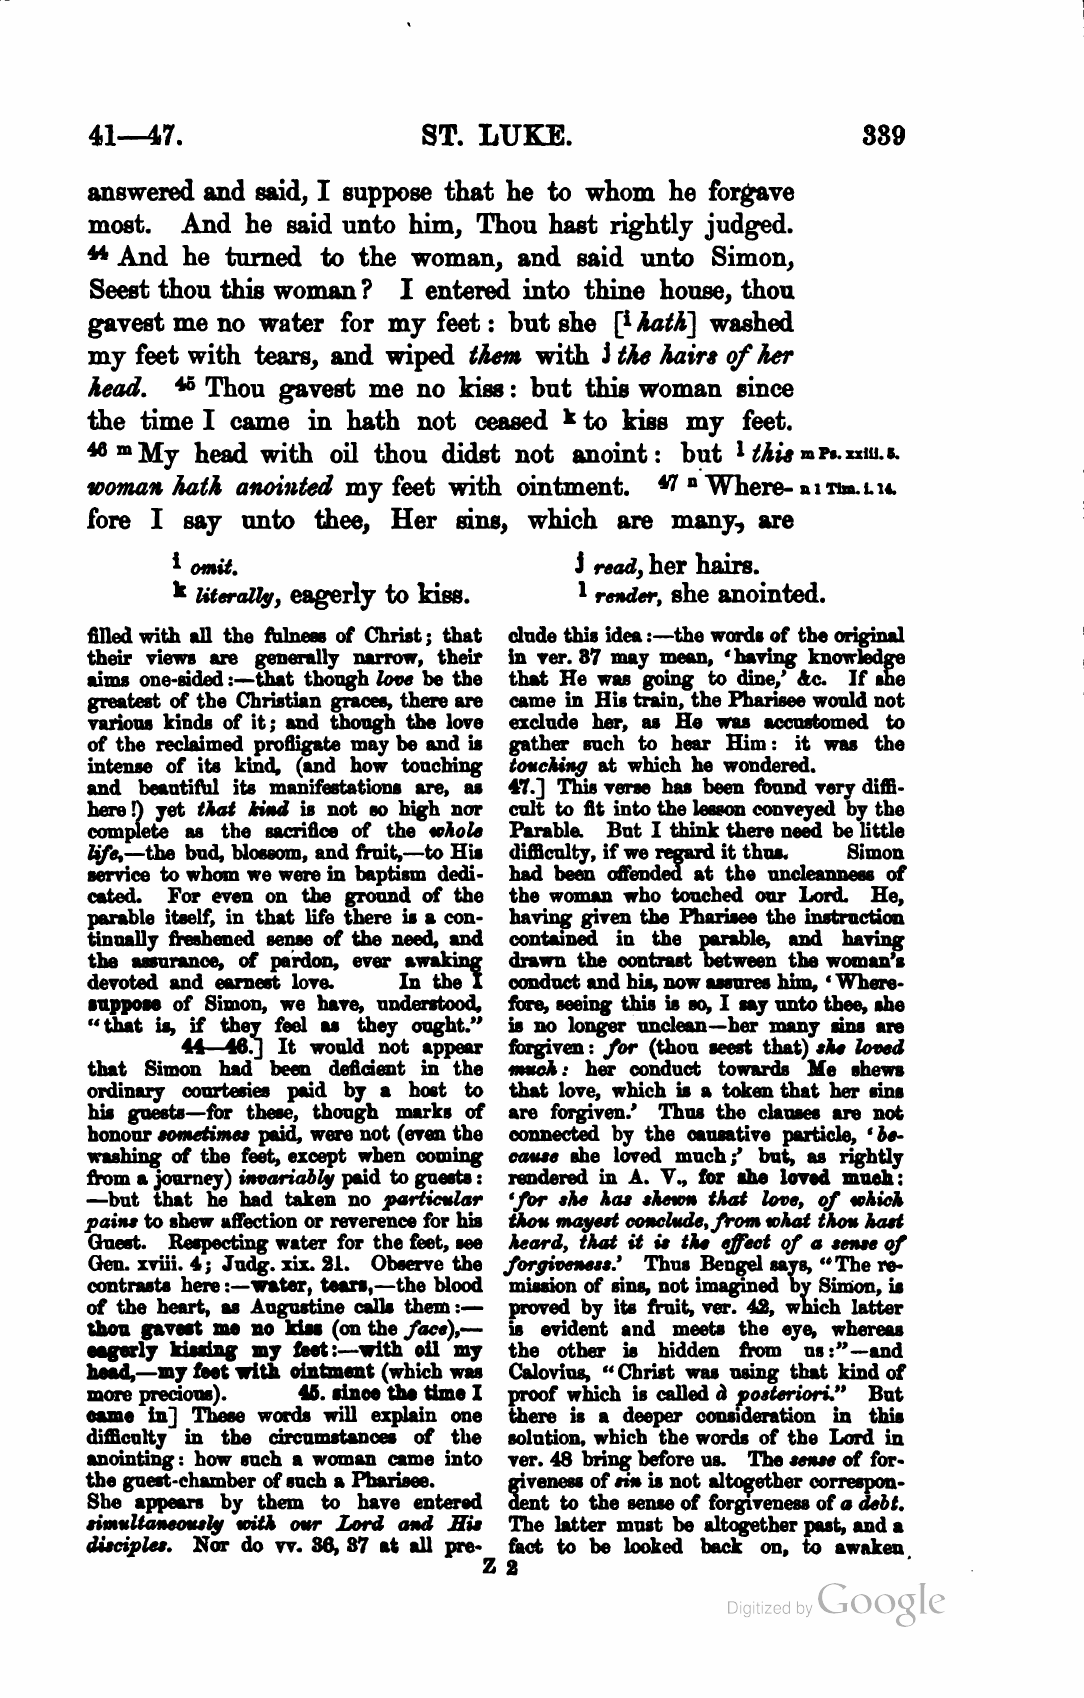 41—47. ST. LUKE. 339
answered and said, I suppose that he to whom he forgave
most. And he said unto him, Thou hast rightly judged.
44 And he turned to the woman, and said unto Simon,
Seest thou this woman? I entered into thine house, thou
gavest me no water for my feet: but she [i hath] washed
my feet with tears, and wiped them with j the hairs of her
head. 45 Thou gavest me no kiss: but this woman since
the time I came in hath not ceased k to kiss my feet.
46 m My head with oil thou didst not anoint: but l this m Ps. xxiii. 5.
woman hath anointed my feet with ointment. 47 n Where- n 1 Tim. i. 14.
fore I say unto thee, Her sins, which are many, are
i omit.
k literally, eagerly to kiss.
j read, her hairs.
l render, she anointed.
filled with all the fulness of Christ; that
their views are generally narrow, their
aims one-sided:—that though love be the
greatest of the Christian graces, there are
various kinds of it; and though the love
of the reclaimed profligate may be and is
intense of its kind, (and how touching
and beautiful its manifestations are, as
here!) yet that kind is not so high nor
complete as the sacrifice of the whole
life,—the bud, blossom, and fruit,—to His
service to whom we were in baptism dedi-
cated. For even on the ground of the
parable itself, in that life there is a con-
tinually freshened sense of the need, and
the assurance, of pardon, ever awaking
devoted and earnest love. In the I
suppose of Simon, we have, understood,
"that is, if they feel as they ought."
44—46.] It would not appear
that Simon had been deficient in the
ordinary courtesies paid by a host to
his guests—for these, though marks of
honour sometimes paid, were not (even the
washing of the feet, except when coming
from a journey) invariably paid to guests:
—but that he had taken no particular
pains to shew affection or reverence for his
Guest. Respecting water for the feet, see
Gen. xviii. 4; Judg. xix. 21. Observe the
contrasts here:—water, tears,—the blood
of the heart, as Augustine calls them:—
thou gavest me no kiss (on the face),—
eagerly kissing my feet:—with oil my
head,—my feet with ointment (which was
more precious). 45. since the time I
came in] These words will explain one
difficulty in the circumstances of the
anointing: how such a woman came into
the guest-chamber of such a Pharisee.
She appears by them to have entered
simultaneously with our Lord and His
disciples. Nor do vv. 36, 37 at all pre-
clude this idea:—the words of the original
in ver. 37 may mean, 'having knowledge
that He was going to dine,' &c. If she
came in His train, the Pharisee would not
exclude her, as He was accustomed to
gather such to hear Him: it was the
touching at which he wondered.
47.] This verse has been found very diffi-
cult to fit into the lesson conveyed by the
Parable. But I think there need be little
difficulty, if we regard it thus. Simon
had been offended at the uncleanness of
the woman who touched our Lord. He,
having given the Pharisee the instruction
contained in the parable, and having
drawn the contrast between the woman's
conduct and his, now assures him, 'Where-
fore, seeing this is so, I say unto thee, she
is no longer unclean—her many sins are
forgiven: for (thou seest that) she loved
much: her conduct towards Me shews
that love, which is a token that her sins
are forgiven.' Thus the clauses are not
connected by the causative particle, 'be-
cause she loved much;' but, as rightly
rendered in A. V., for she loved much:
'for she has shewn that love, of which
thou mayest conclude, from what thou hast
heard, that it is the effect of a sense of
forgiveness.' Thus Bengel says, "The re-
mission of sins, not imagined by Simon, is
proved by its fruit, ver. 42, which latter
is evident and meets the eye, whereas
the other is hidden from us:"—and
Calovius, "Christ was using that kind of
proof which is called à posteriori." But
there is a deeper consideration in this
solution, which the words of the Lord in
ver. 48 bring before us. The sense of for-
giveness of sin is not altogether correspon-
dent to the sense of forgiveness of a debt.
The latter must be altogether past, and a
fact to be looked back on, to awaken
Z 2
Digitized by Google